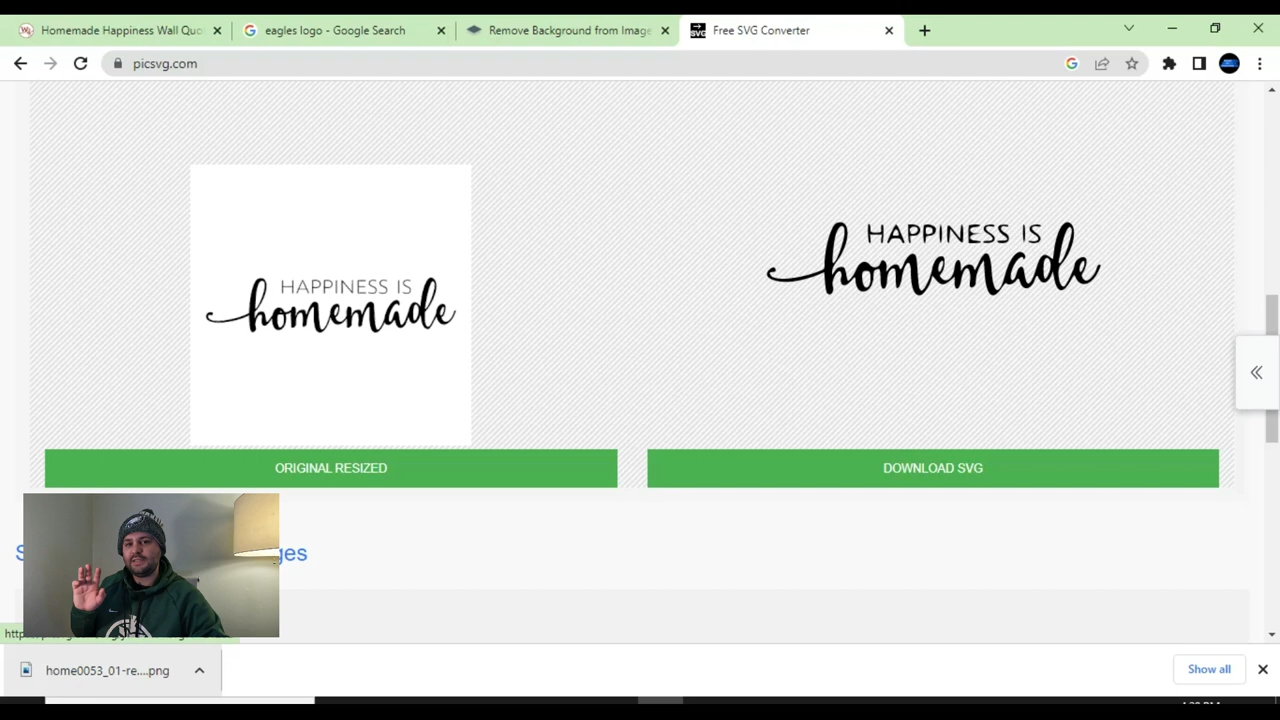 Homemade Happiness Wall Quo
eagles logo - Google Search
Remove Background from Image
SVG
Free SVG Converter
picsvg.com
HAPPINESS IS
homemade
HAPPINESS IS
homemade
ORIGINAL RESIZED
DOWNLOAD SVG
ges
home0053_01-re....png
Show all